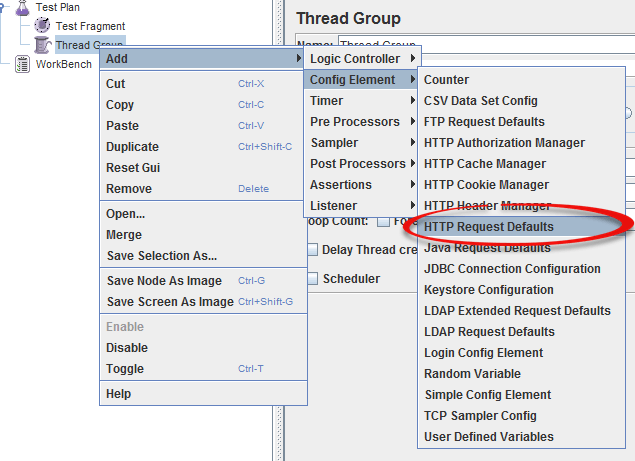 Test Plan
Test Fragment
Thread Group
WorkBench
Thread Group
Name: Thread Group
Add
Cut Ctrl-X
Copy Ctrl-C
Paste Ctrl-V
Duplicate Ctrl+Shift-C
Reset Gui
Remove Delete
Open...
Merge
Save Selection As...
Save Node As Image Ctrl-G
Save Screen As Image Ctrl+Shift-G
Enable
Disable
Toggle Ctrl-T
Help
Logic Controller
Config Element
Timer
Pre Processors
Sampler
Post Processors
Assertions
Listener
Counter
CSV Data Set Config
FTP Request Defaults
HTTP Authorization Manager
HTTP Cache Manager
HTTP Cookie Manager
HTTP Header Manager
HTTP Request Defaults
Java Request Defaults
JDBC Connection Configuration
Keystore Configuration
LDAP Extended Request Defaults
LDAP Request Defaults
Login Config Element
Random Variable
Simple Config Element
TCP Sampler Config
User Defined Variables
oop Count: Fo
Delay Thread cre
Scheduler